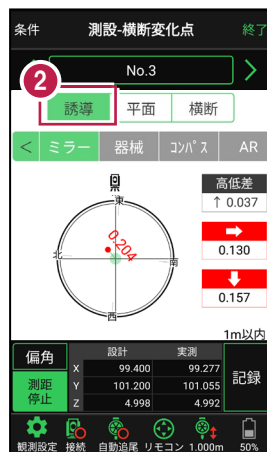 条件 測設-横断変化点 終了
2
No.3
誘導 平面 横断
< ミラー 器械 コンパス AR
高低差
↑ 0.037
東
0.204
0.130
北 南
0.157
西
1m以内
偏角 設計 実測
X 99.400 99.277
測距 Y 101.200 101.055 記録
停止 Z 4.998 4.992
観測設定 接続 自動追尾 リモコン 1.000m 50%